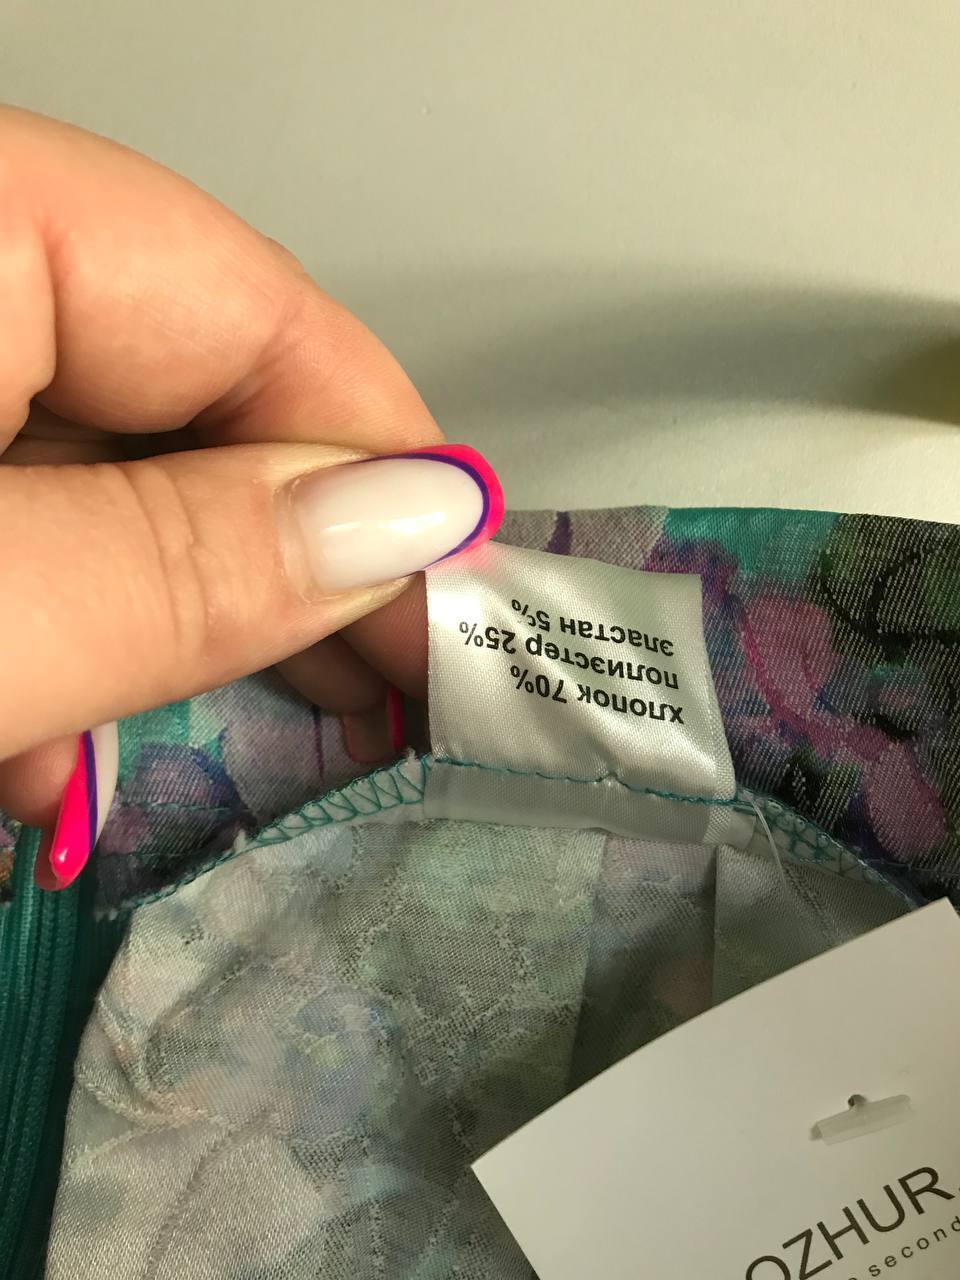 хлопок 70%
полиэстер 25%
эластан 5%
OZHUR
second